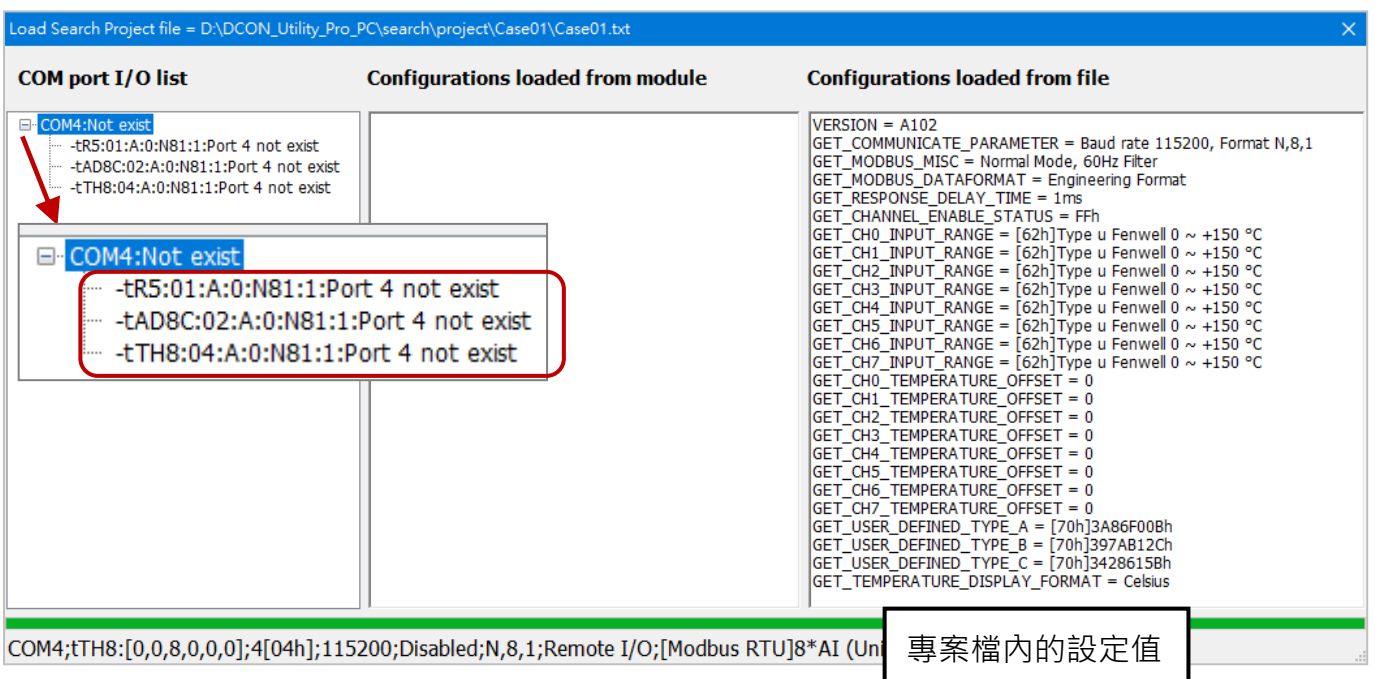 Load Search Project file = D:\DCON_Utility_Pro_PC\search\project\Case01\Case01.txt
COM port I/O list
Configurations loaded from module
Configurations loaded from file
COM4:Not exist
-tR5:01:A:0:N81:1:Port 4 not exist
-tAD8C:02:A:0:N81:1:Port 4 not exist
-tTH8:04:A:0:N81:1:Port 4 not exist
COM4:Not exist
-tR5:01:A:0:N81:1:Port 4 not exist
-tAD8C:02:A:0:N81:1:Port 4 not exist
-tTH8:04:A:0:N81:1:Port 4 not exist
VERSION = A102
GET_COMMUNICATE_PARAMETER = Baud rate 115200, Format N,8,1
GET_MODBUS_MISC = Normal Mode, 60Hz Filter
GET_MODBUS_DATAFORMAT = Engineering Format
GET_RESPONSE_DELAY_TIME = 1ms
GET_CHANNEL_ENABLE_STATUS = FFh
GET_CH0_INPUT_RANGE = [62h]Type u Fenwell 0 ~ +150 °C
GET_CH1_INPUT_RANGE = [62h]Type u Fenwell 0 ~ +150 °C
GET_CH2_INPUT_RANGE = [62h]Type u Fenwell 0 ~ +150 °C
GET_CH3_INPUT_RANGE = [62h]Type u Fenwell 0 ~ +150 °C
GET_CH4_INPUT_RANGE = [62h]Type u Fenwell 0 ~ +150 °C
GET_CH5_INPUT_RANGE = [62h]Type u Fenwell 0 ~ +150 °C
GET_CH6_INPUT_RANGE = [62h]Type u Fenwell 0 ~ +150 °C
GET_CH7_INPUT_RANGE = [62h]Type u Fenwell 0 ~ +150 °C
GET_CH0_TEMPERATURE_OFFSET = 0
GET_CH1_TEMPERATURE_OFFSET = 0
GET_CH2_TEMPERATURE_OFFSET = 0
GET_CH3_TEMPERATURE_OFFSET = 0
GET_CH4_TEMPERATURE_OFFSET = 0
GET_CH5_TEMPERATURE_OFFSET = 0
GET_CH6_TEMPERATURE_OFFSET = 0
GET_CH7_TEMPERATURE_OFFSET = 0
GET_USER_DEFINED_TYPE_A = [70h]3A86F00Bh
GET_USER_DEFINED_TYPE_B = [70h]397AB12Ch
GET_USER_DEFINED_TYPE_C = [70h]3428615Bh
GET_TEMPERATURE_DISPLAY_FORMAT = Celsius
COM4;tTH8:[0,0,8,0,0,0];4[04h];115200;Disabled;N,8,1;Remote I/O;[Modbus RTU]8*AI (Uni
專案檔內的設定值